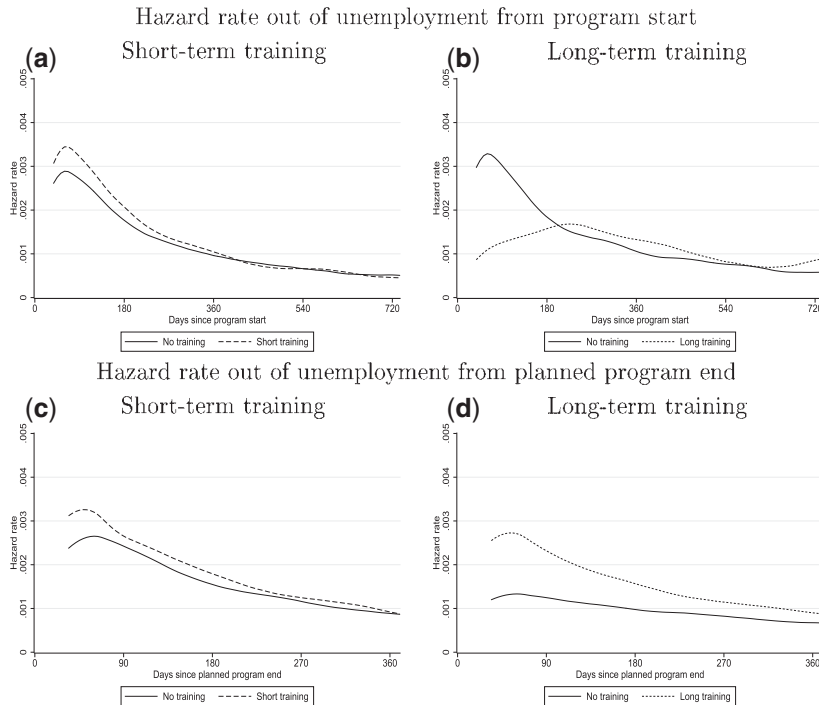 Hazard rate out of unemployment from program start
(a) Short-term training
Hazard rate
0 .001 .002 .003 .004 .005
0 180 360 540 720
Days since program start
No training Short training
(b) Long-term training
Hazard rate
0 .001 .002 .003 .004 .005
0 180 360 540 720
Days since program start
No training Long training
Hazard rate out of unemployment from planned program end
(c) Short-term training
Hazard rate
0 .001 .002 .003 .004 .005
0 90 180 270 360
Days since planned program end
No training Short training
(d) Long-term training
Hazard rate
0 .001 .002 .003 .004 .005
0 90 180 270 360
Days since planned program end
No training Long training